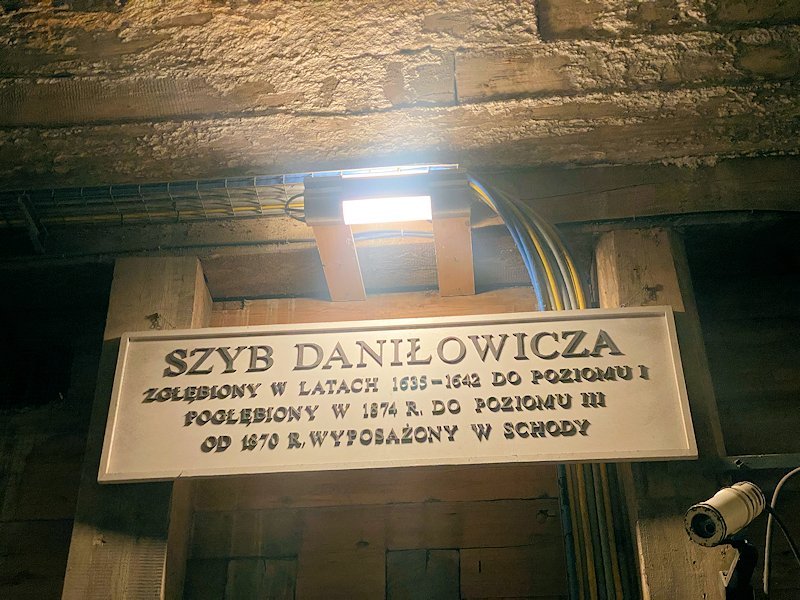 SZYB DANIŁOWICZA
ZGŁĘBIONY W LATACH 1635-1642 DO POZIOMU I
POGŁĘBIONY W 1874 R. DO POZIOMU III
OD 1870 R. WYPOSAŻONY W SCHODY